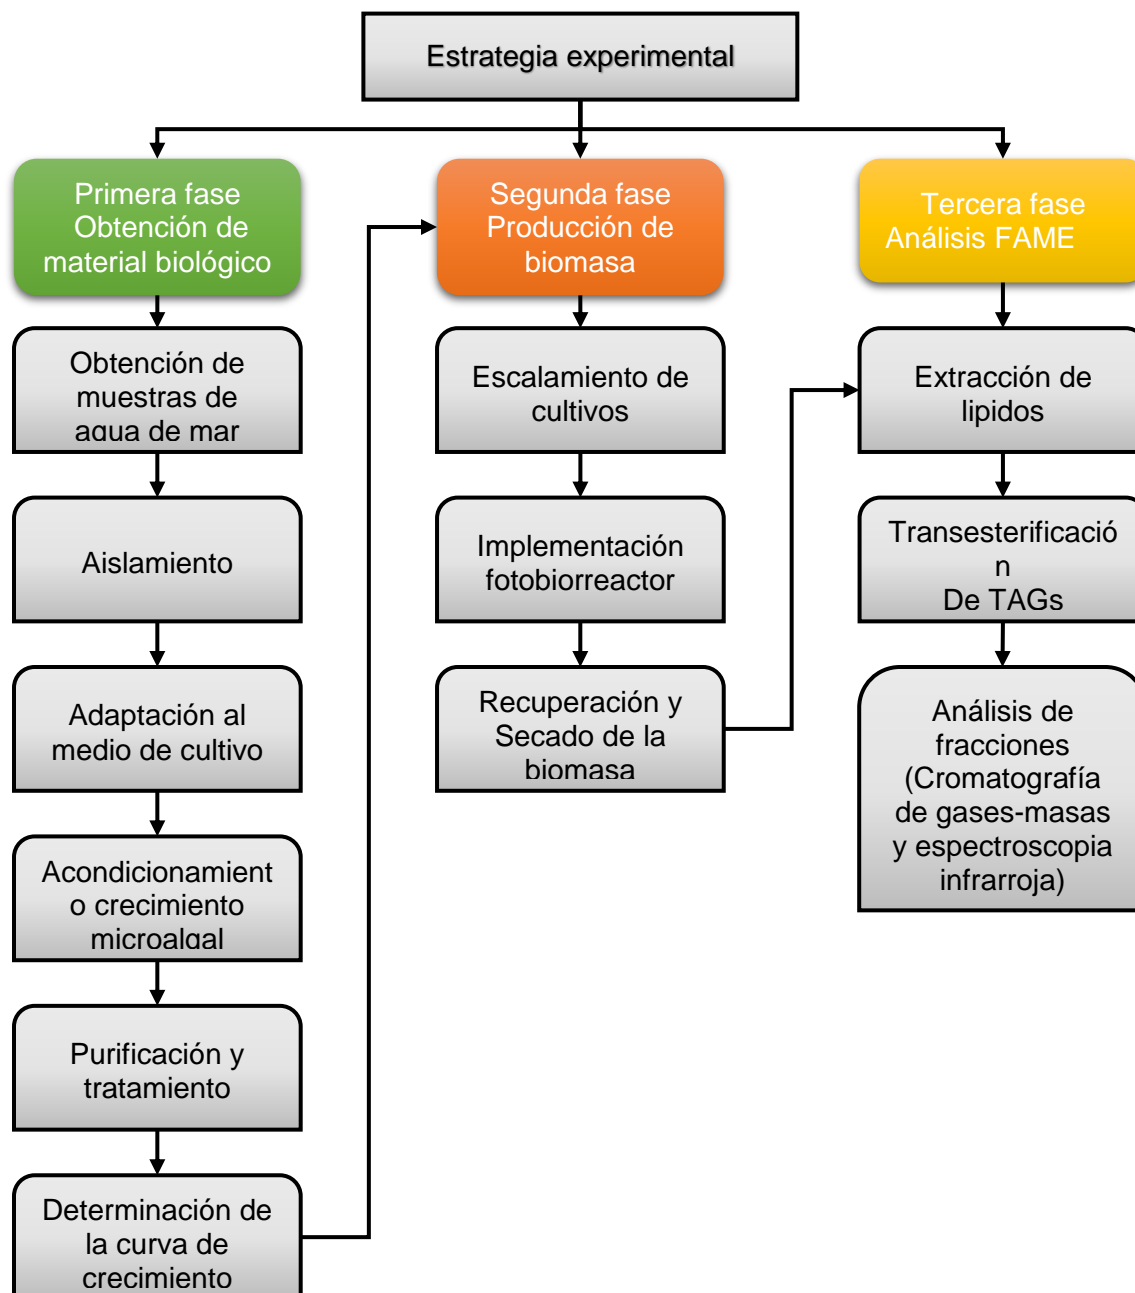 Estrategia experimental
Primera fase
Obtención de
material biológico
Obtención de
muestras de
agua de mar
Aislamiento
Adaptación al
medio de cultivo
Acondicionamient
o crecimiento
microalgal
Purificación y
tratamiento
Determinación de
la curva de
crecimiento
Segunda fase
Producción de
biomasa
Escalamiento de
cultivos
Implementación
fotobiorreactor
Recuperación y
Secado de la
biomasa
Tercera fase
Análisis FAME
Extracción de
lipidos
Transesterificació
n
De TAGs
Análisis de
fracciones
(Cromatografía
de gases-masas
y espectroscopia
infrarroja)